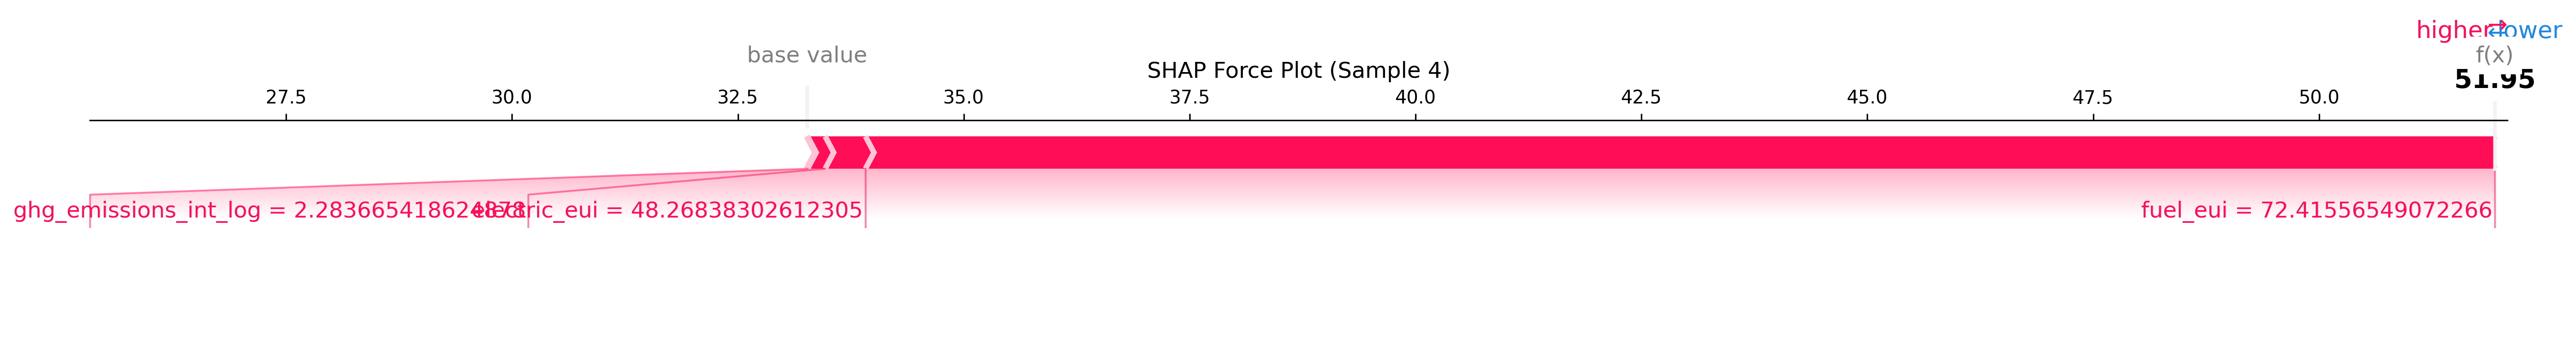 higher lower
base value
f(x)
SHAP Force Plot (Sample 4)
51.95
27.5 30.0 32.5 35.0 37.5 40.0 42.5 45.0 47.5 50.0
ghg_emissions_int_log = 2.283665418624878 electric_eui = 48.26838302612305 fuel_eui = 72.41556549072266